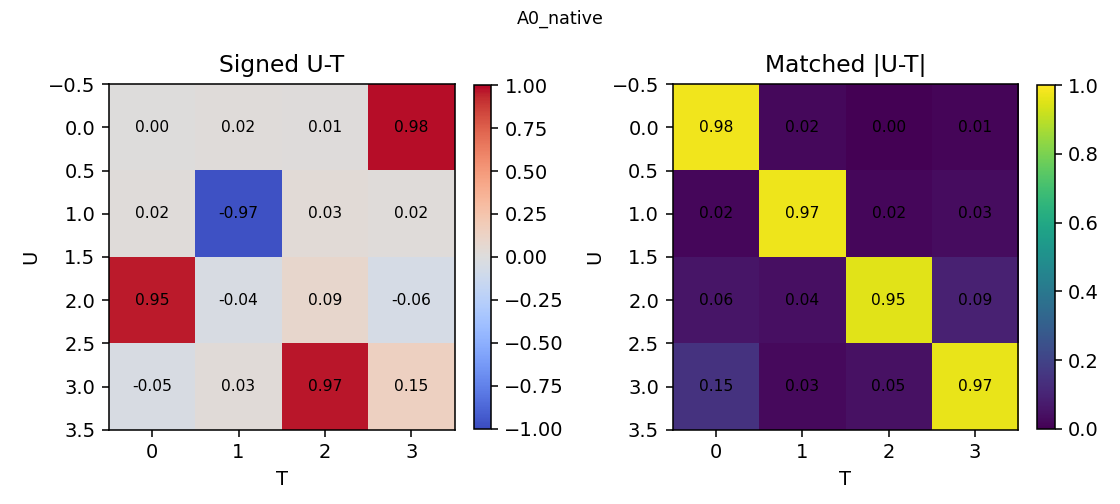 A0_native
Signed U-T
−0.5
0.0
0.5
1.0
1.5
2.0
2.5
3.0
3.5
U
0.00 0.02 0.01 0.98
0.02 -0.97 0.03 0.02
0.95 -0.04 0.09 -0.06
-0.05 0.03 0.97 0.15
0 1 2 3
T
1.00
0.75
0.50
0.25
0.00
−0.25
−0.50
−0.75
−1.00
Matched |U-T|
−0.5
0.0
0.5
1.0
1.5
2.0
2.5
3.0
3.5
U
0.98 0.02 0.00 0.01
0.02 0.97 0.02 0.03
0.06 0.04 0.95 0.09
0.15 0.03 0.05 0.97
0 1 2 3
T
1.0
0.8
0.6
0.4
0.2
0.0